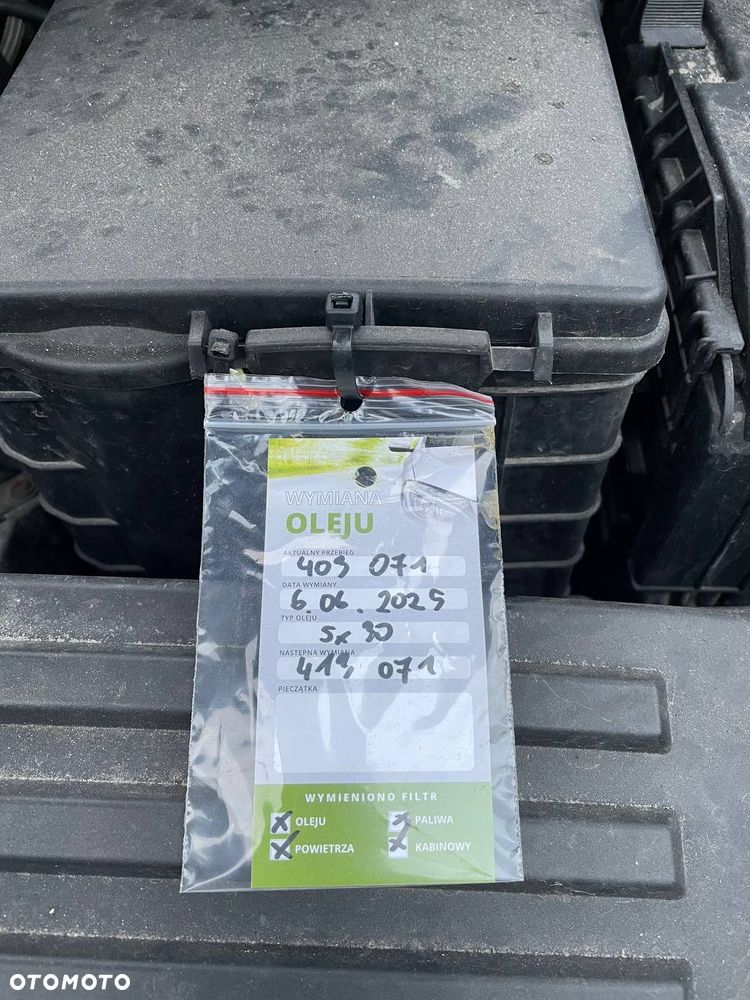 WYMIANA
OLEJU
AKTUALNY PRZEBIEG
409 071
DATA WYMIANY
6.06.2025
TYP OLEJU
5x30
NASTĘPNA WYMIANA
419 071
PIECZĄTKA
WYMIENIONO FILTR
x OLEJU x PALIWA
x POWIETRZA x KABINOWY
OTOMOTO